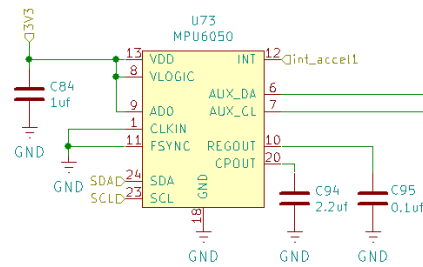 3V3
U73
MPU6050
C84
1uf
GND
13 VDD
8 VLOGIC
9 AD0
1 CLKIN
11 FSYNC
24 SDA
23 SCL
INT 12
AUX_DA 6
AUX_CL 7
REGOUT 10
CPOUT 20
GND 18
int_accel1
GND
SDA
SCL
C94
2.2uf
C95
0.1uf
GND
GND
GND